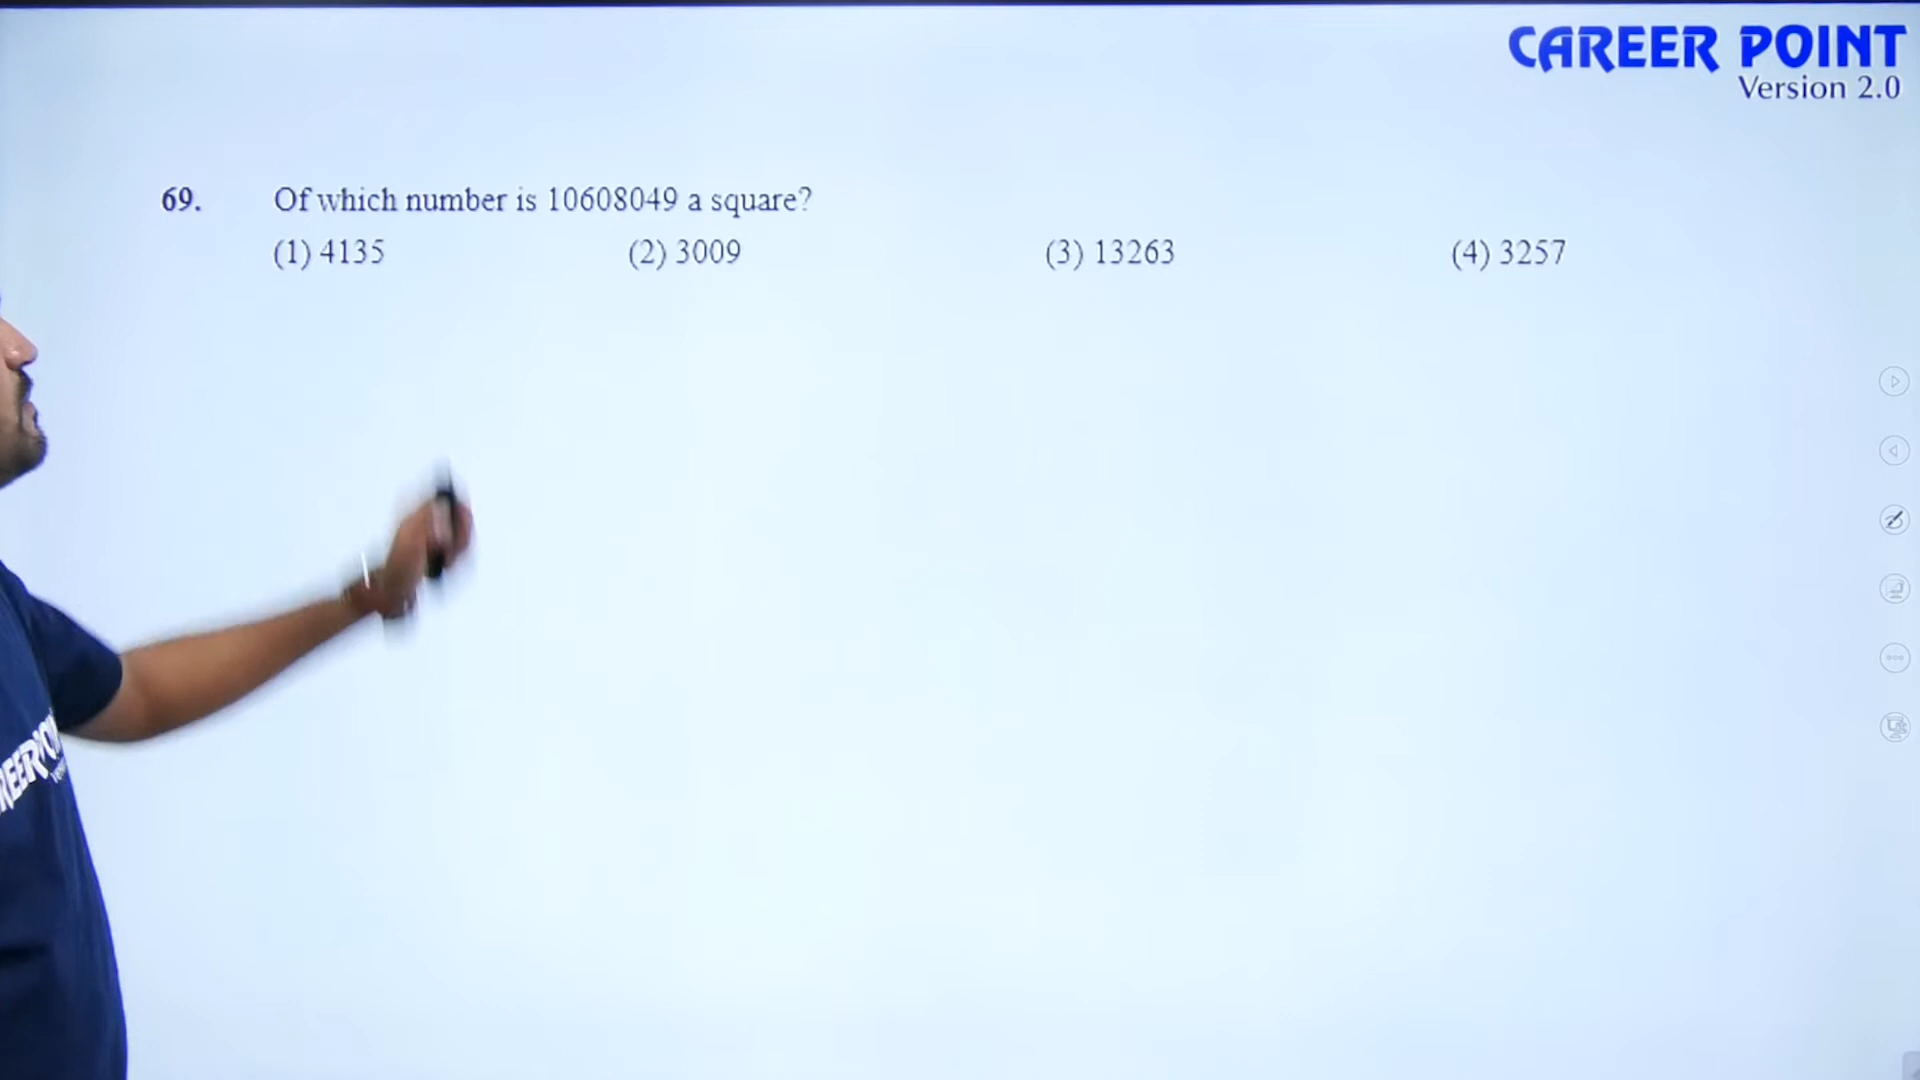 CAREER POINT
Version 2.0
69. Of which number is 10608049 a square?
(1) 4135 (2) 3009 (3) 13263 (4) 3257